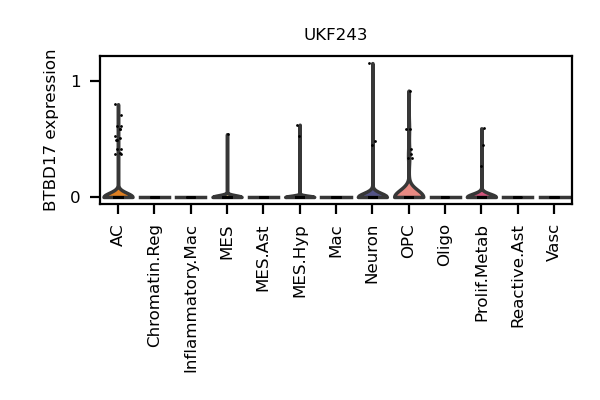 UKF243
BTBD17 expression
1
0
AC
Chromatin.Reg
Inflammatory.Mac
MES
MES.Ast
MES.Hyp
Mac
Neuron
OPC
Oligo
Prolif.Metab
Reactive.Ast
Vasc